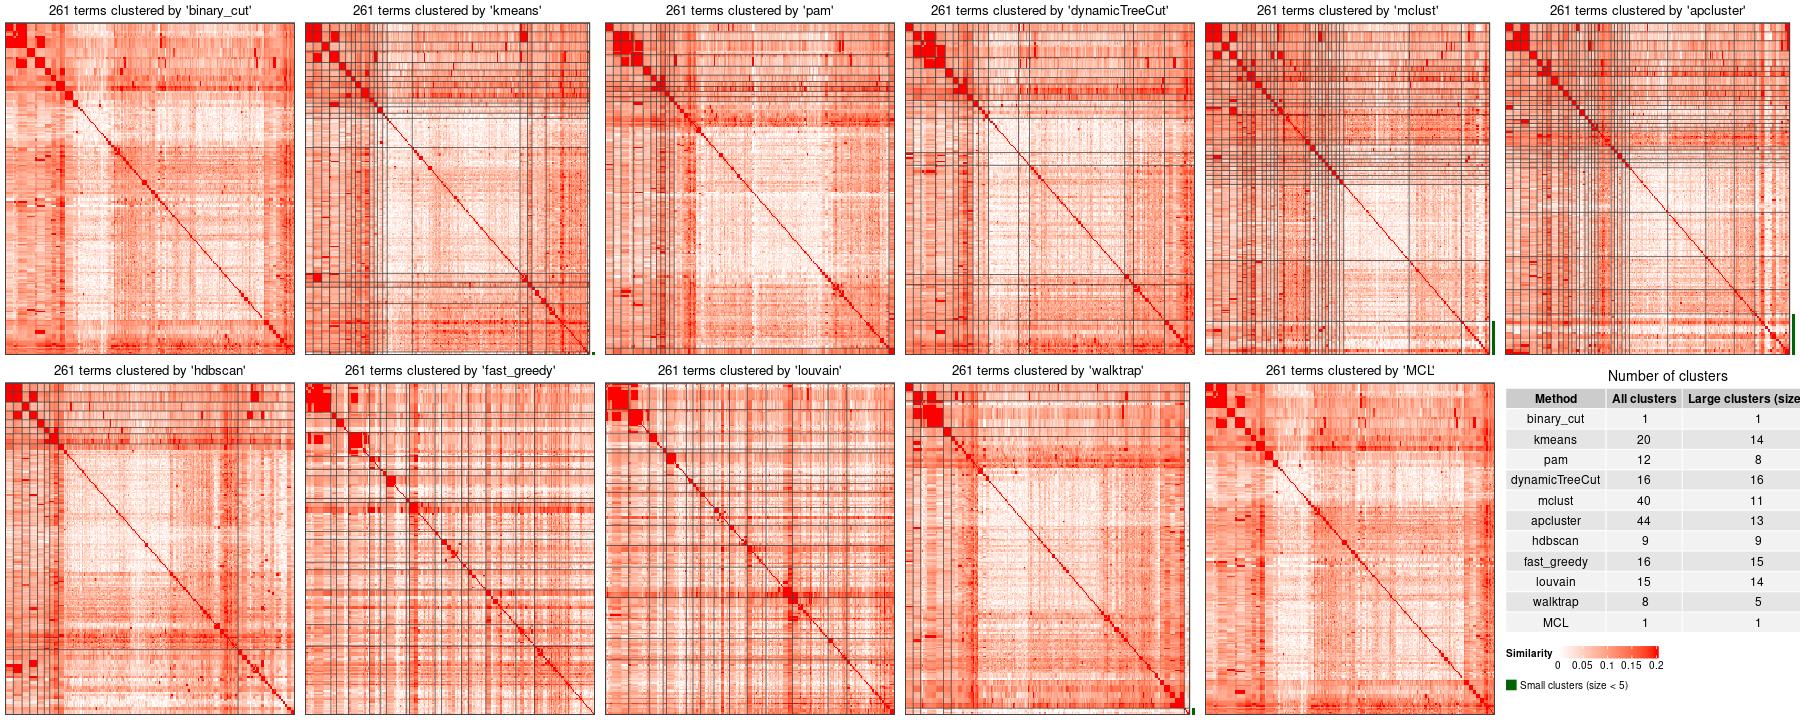 261 terms clustered by 'binary_cut'
261 terms clustered by 'kmeans'
261 terms clustered by 'pam'
261 terms clustered by 'dynamicTreeCut'
261 terms clustered by 'mclust'
261 terms clustered by 'apcluster'
261 terms clustered by 'hdbscan'
261 terms clustered by 'fast_greedy'
261 terms clustered by 'louvain'
261 terms clustered by 'walktrap'
261 terms clustered by 'MCL'
Number of clusters
Method All clusters Large clusters (size
binary_cut 1 1
kmeans 20 14
pam 12 8
dynamicTreeCut 16 16
mclust 40 11
apcluster 44 13
hdbscan 9 9
fast_greedy 16 15
louvain 15 14
walktrap 8 5
MCL 1 1
Similarity
0 0.05 0.1 0.15 0.2
Small clusters (size < 5)